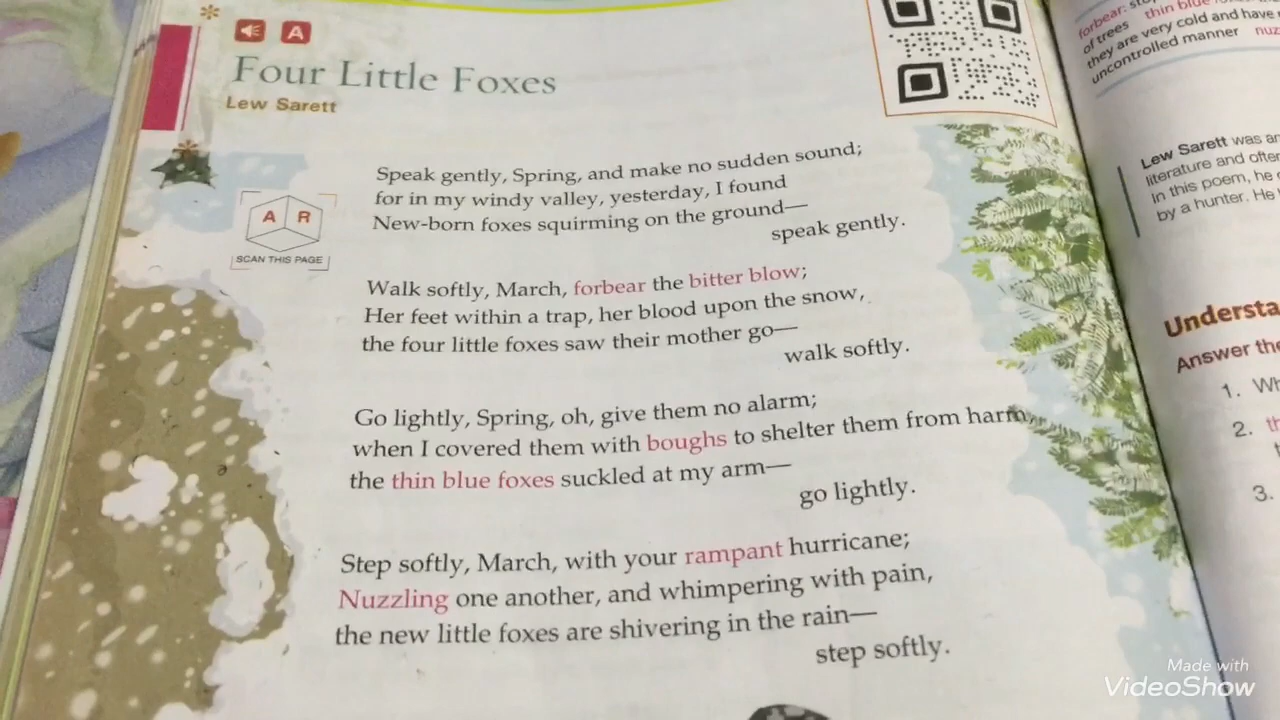 A
Four Little Foxes
Lew Sarett
A R
SCAN THIS PAGE
Speak gently, Spring, and make no sudden sound;
for in my windy valley, yesterday, I found
New-born foxes squirming on the ground—
speak gently.
Walk softly, March, forbear the bitter blow;
Her feet within a trap, her blood upon the snow,
the four little foxes saw their mother go—
walk softly.
Go lightly, Spring, oh, give them no alarm;
when I covered them with boughs to shelter them from harm,
the thin blue foxes suckled at my arm—
go lightly.
Step softly, March, with your rampant hurricane;
Nuzzling one another, and whimpering with pain,
the new little foxes are shivering in the rain—
step softly.
forbear: thin blue
of trees
they are very cold and have
uncontrolled manner
Lew Sarett was an
literature and often
in this poem, he
by a hunter. He
Understa
Answer the
1. Wh
2. th
3.
Made with
VideoShow